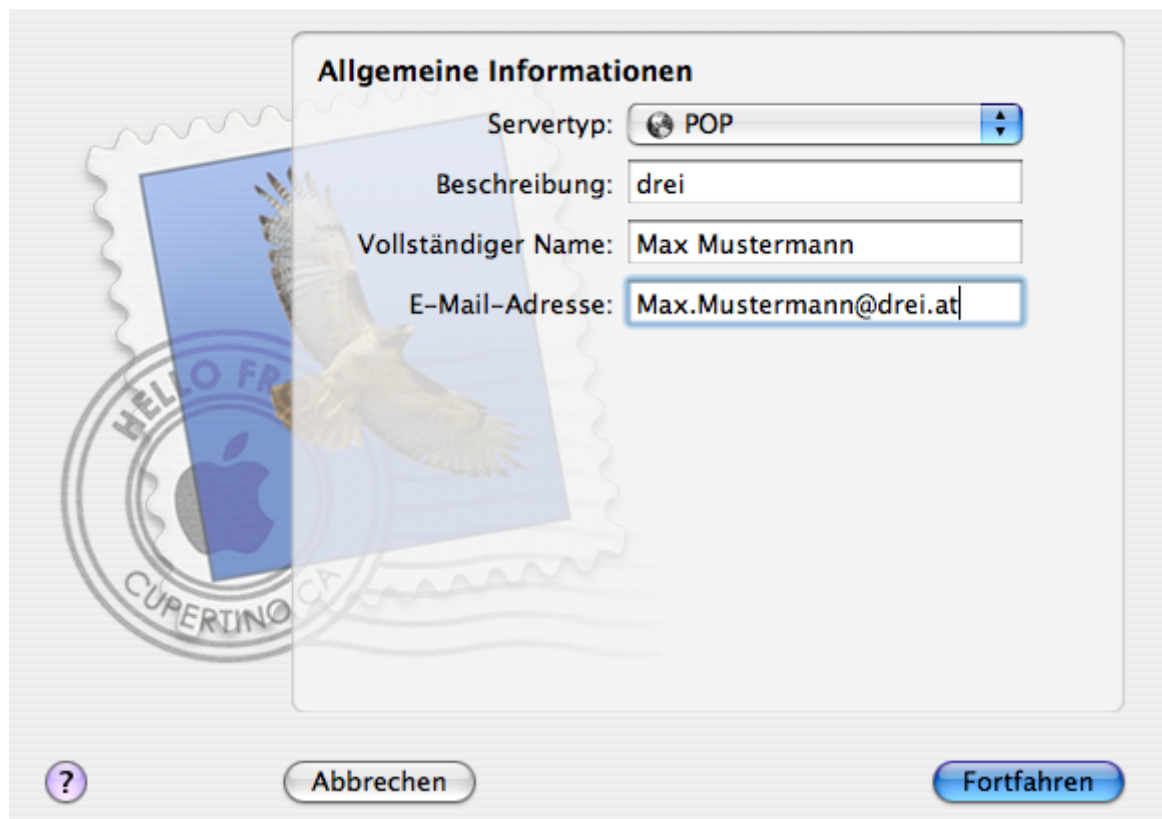 Allgemeine Informationen
Servertyp: POP
Beschreibung: drei
Vollständiger Name: Max Mustermann
E-Mail-Adresse: Max.Mustermann@drei.at
HELLO FR
CUPERTINO CA
? Abbrechen Fortfahren